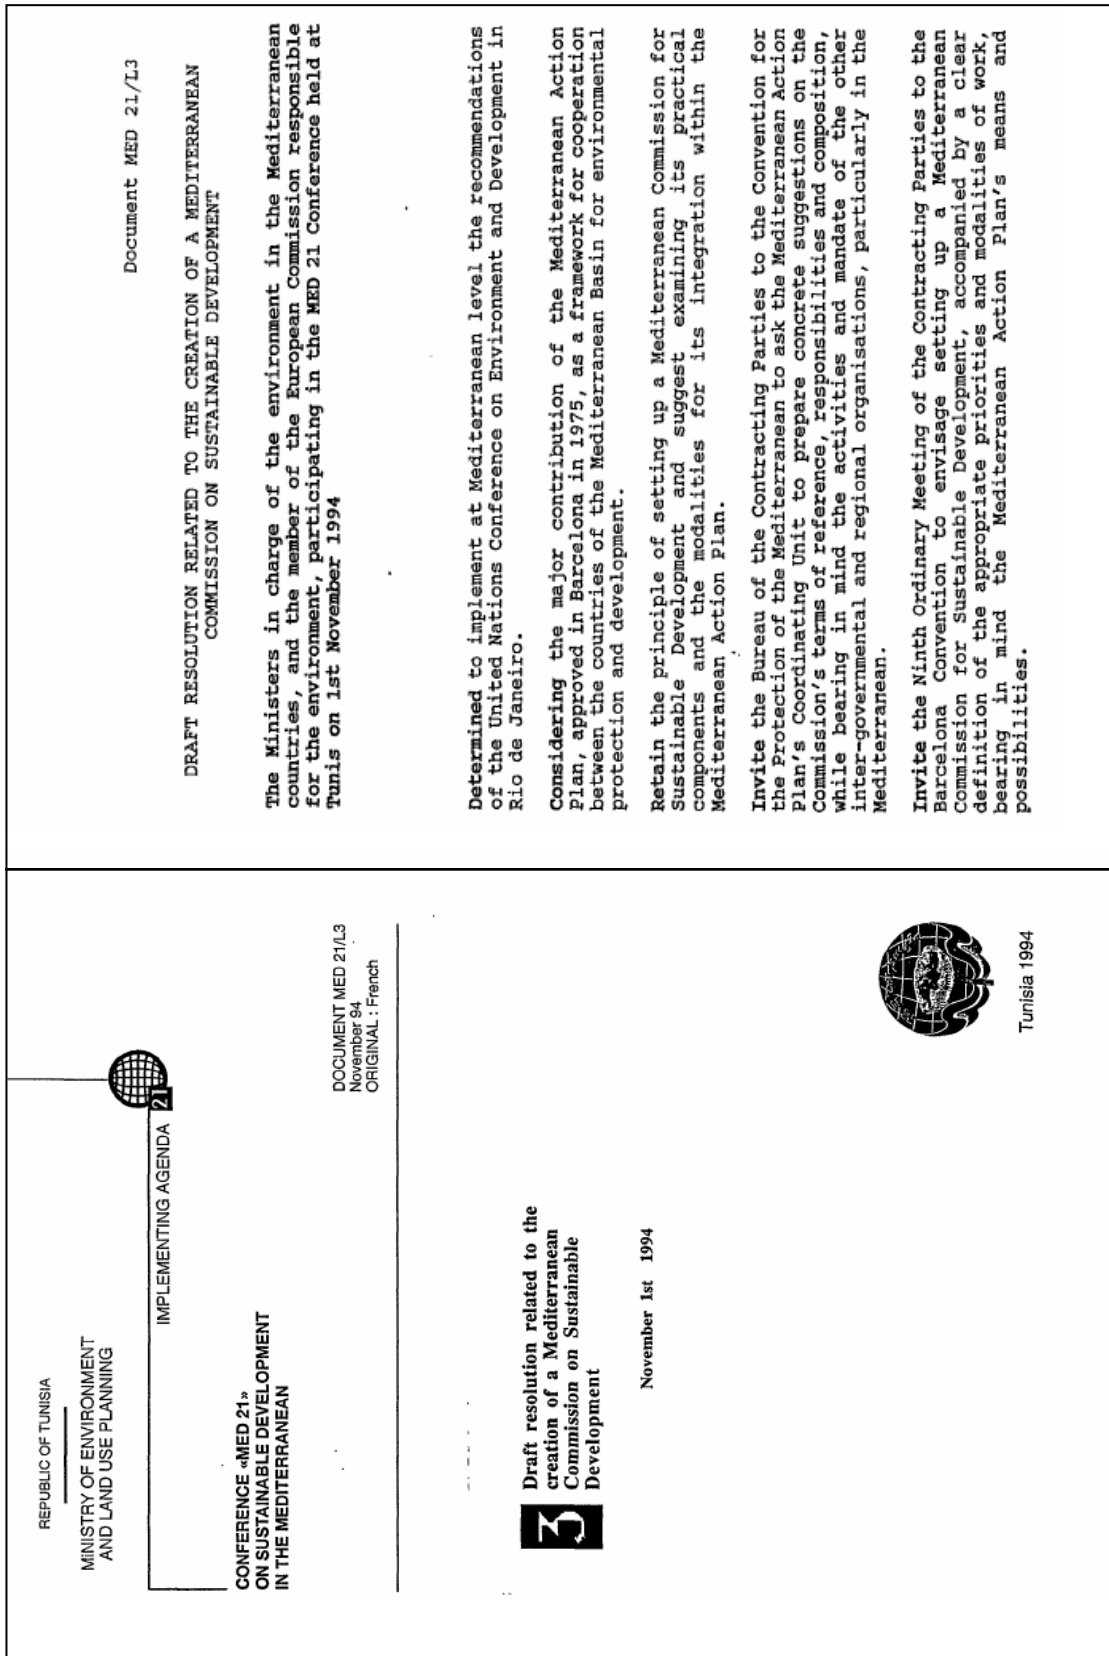 REPUBLIC OF TUNISIA
MINISTRY OF ENVIRONMENT
AND LAND USE PLANNING
IMPLEMENTING AGENDA 21
CONFERENCE «MED 21»
ON SUSTAINABLE DEVELOPMENT
IN THE MEDITERRANEAN
DOCUMENT MED 21/L3
November 94
ORIGINAL : French
3
Draft resolution related to the
creation of a Mediterranean
Commission on Sustainable
Development
November 1st 1994
Tunisia 1994
Document MED 21/L3
DRAFT RESOLUTION RELATED TO THE CREATION OF A MEDITERRANEAN
COMMISSION ON SUSTAINABLE DEVELOPMENT
The Ministers in charge of the environment in the Mediterranean
countries, and the member of the European Commission responsible
for the environment, participating in the MED 21 Conference held at
Tunis on 1st November 1994
Determined to implement at Mediterranean level the recommendations
of the United Nations Conference on Environment and Development in
Rio de Janeiro.
Considering the major contribution of the Mediterranean Action
Plan, approved in Barcelona in 1975, as a framework for cooperation
between the countries of the Mediterranean Basin for environmental
protection and development.
Retain the principle of setting up a Mediterranean Commission for
Sustainable Development and suggest examining its practical
components and the modalities for its integration within the
Mediterranean Action Plan.
Invite the Bureau of the Contracting Parties to the Convention for
the Protection of the Mediterranean to ask the Mediterranean Action
Plan's Coordinating Unit to prepare concrete suggestions on the
Commission's terms of reference, responsibilities and composition,
while bearing in mind the activities and mandate of the other
inter-governmental and regional organisations, particularly in the
Mediterranean.
Invite the Ninth Ordinary Meeting of the Contracting Parties to the
Barcelona Convention to envisage setting up a Mediterranean
Commission for Sustainable Development, accompanied by a clear
definition of the appropriate priorities and modalities of work,
bearing in mind the Mediterranean Action Plan's means and
possibilities.